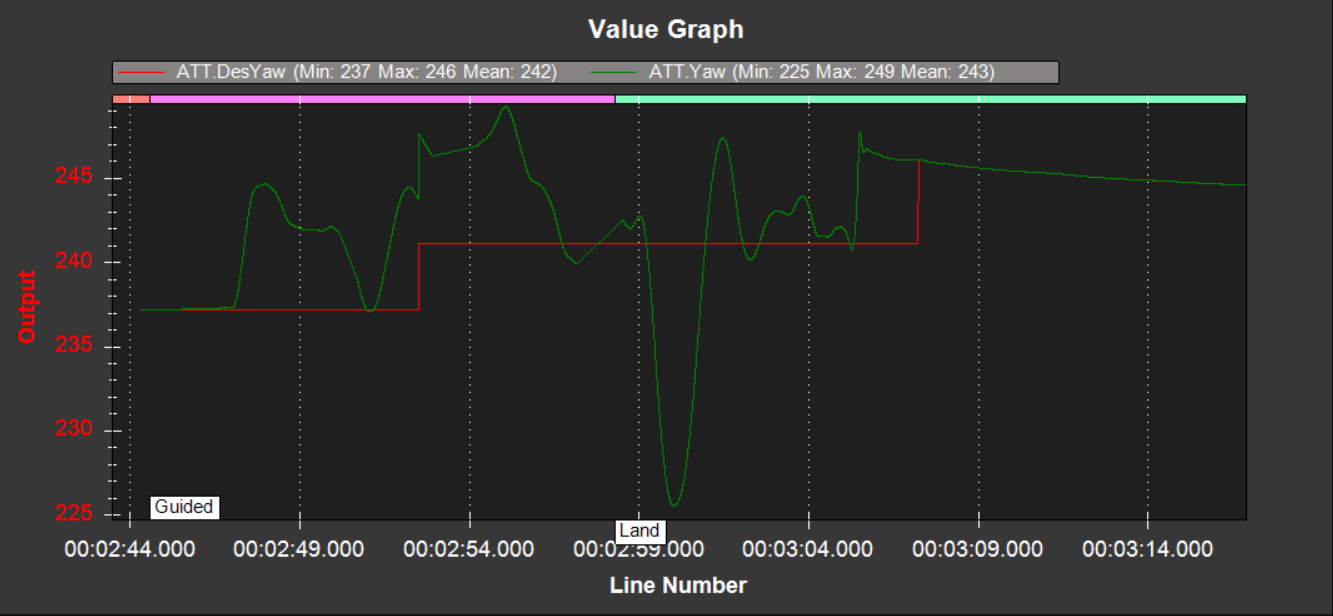 Value Graph
ATT.DesYaw (Min: 237 Max: 246 Mean: 242) ATT.Yaw (Min: 225 Max: 249 Mean: 243)
245
240
235
230
225
Output
Guided
Land
00:02:44.000 00:02:49.000 00:02:54.000 00:02:59.000 00:03:04.000 00:03:09.000 00:03:14.000
Line Number